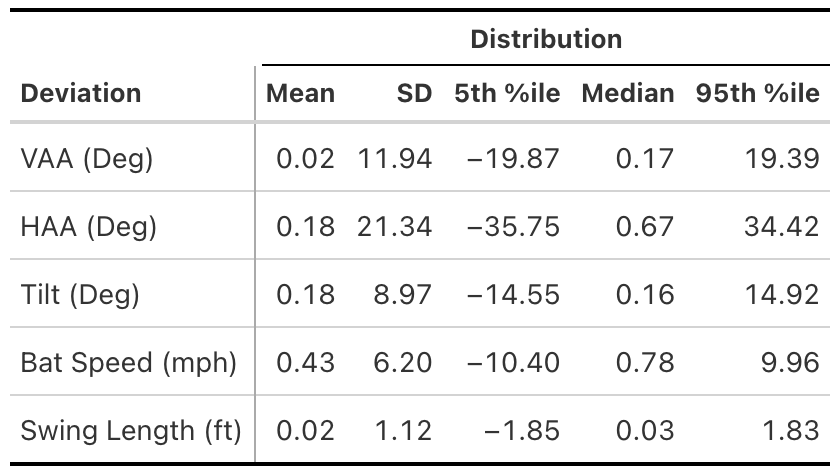 Distribution
Deviation Mean SD 5th %ile Median 95th %ile
VAA (Deg) 0.02 11.94 −19.87 0.17 19.39
HAA (Deg) 0.18 21.34 −35.75 0.67 34.42
Tilt (Deg) 0.18 8.97 −14.55 0.16 14.92
Bat Speed (mph) 0.43 6.20 −10.40 0.78 9.96
Swing Length (ft) 0.02 1.12 −1.85 0.03 1.83